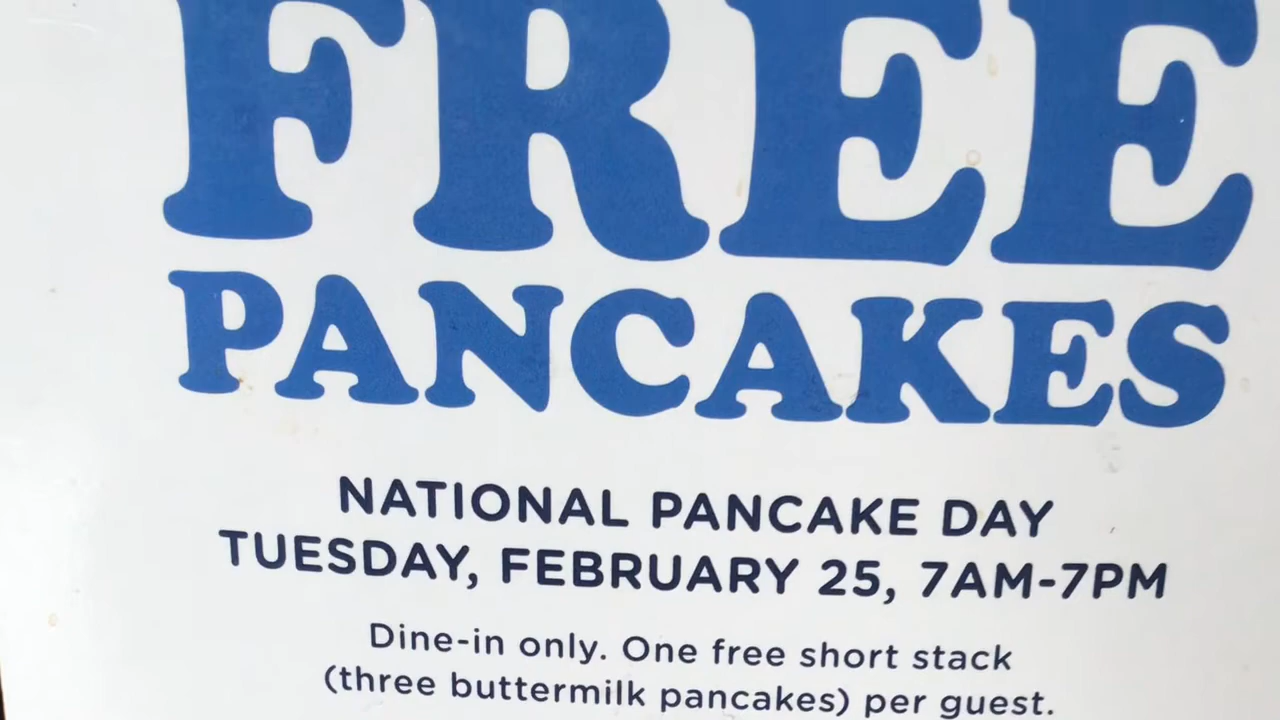 FREE
PANCAKES
NATIONAL PANCAKE DAY
TUESDAY, FEBRUARY 25, 7AM-7PM
Dine-in only. One free short stack
(three buttermilk pancakes) per guest.